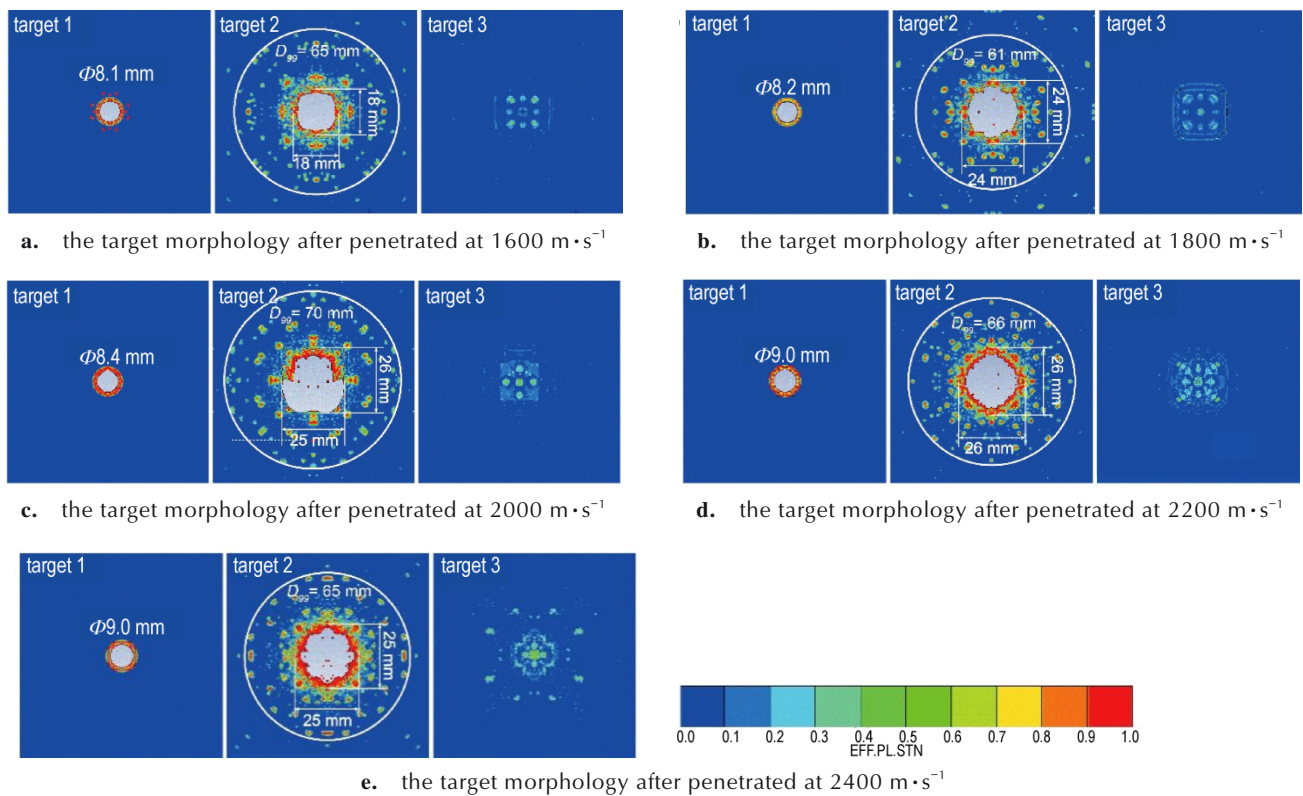 target 1
target 2
target 3
Φ8.1 mm
D₉₉= 65 mm
18 mm
18 mm
a. the target morphology after penetrated at 1600 m·s⁻¹
target 1
target 2
target 3
Φ8.2 mm
D₉₉= 61 mm
24 mm
24 mm
b. the target morphology after penetrated at 1800 m·s⁻¹
target 1
target 2
target 3
Φ8.4 mm
D₉₉= 70 mm
26 mm
25 mm
c. the target morphology after penetrated at 2000 m·s⁻¹
target 1
target 2
target 3
Φ9.0 mm
D₉₉= 66 mm
26 mm
26 mm
d. the target morphology after penetrated at 2200 m·s⁻¹
target 1
target 2
target 3
Φ9.0 mm
D₉₉= 65 mm
25 mm
25 mm
0.0 0.1 0.2 0.3 0.4 0.5 0.6 0.7 0.8 0.9 1.0
EFF.PL.STN
e. the target morphology after penetrated at 2400 m·s⁻¹